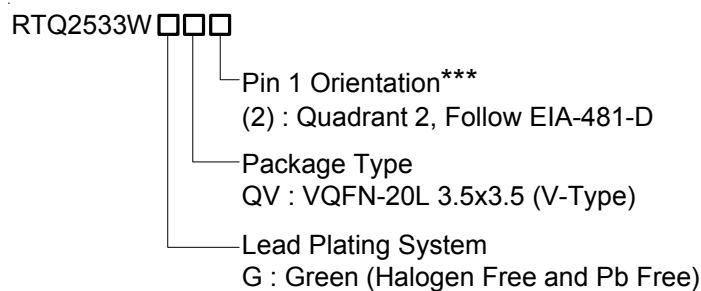 RTQ2533W□□□
Pin 1 Orientation***
(2) : Quadrant 2, Follow EIA-481-D
Package Type
QV : VQFN-20L 3.5x3.5 (V-Type)
Lead Plating System
G : Green (Halogen Free and Pb Free)